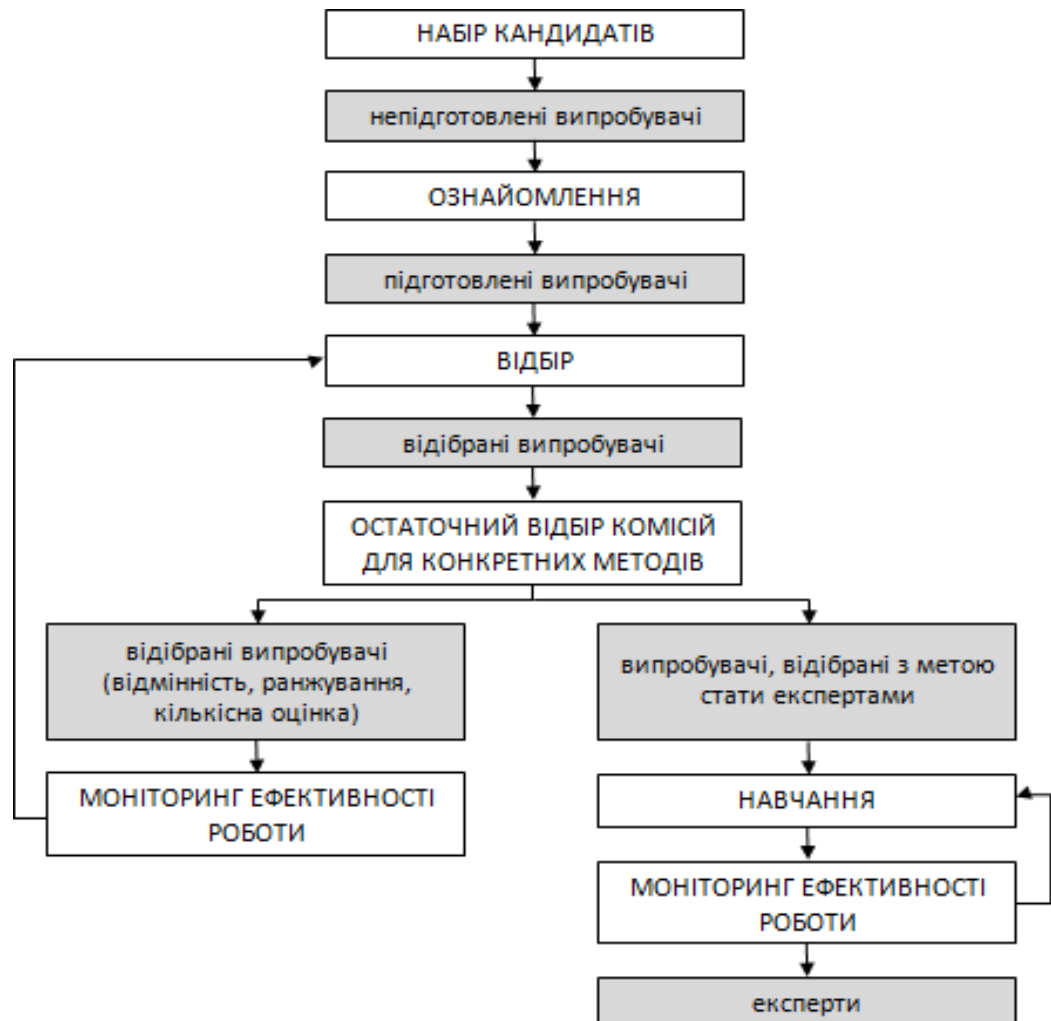 НАБІР КАНДИДАТІВ
непідготовлені випробувачі
ОЗНАЙОМЛЕННЯ
підготовлені випробувачі
ВІДБІР
відібрані випробувачі
ОСТАТОЧНИЙ ВІДБІР КОМІСІЙ
ДЛЯ КОНКРЕТНИХ МЕТОДІВ
відібрані випробувачі
(відмінність, ранжування,
кількісна оцінка)
МОНІТОРИНГ ЕФЕКТИВНОСТІ
РОБОТИ
випробувачі, відібрані з метою
стати експертами
НАВЧАННЯ
МОНІТОРИНГ ЕФЕКТИВНОСТІ
РОБОТИ
експерти